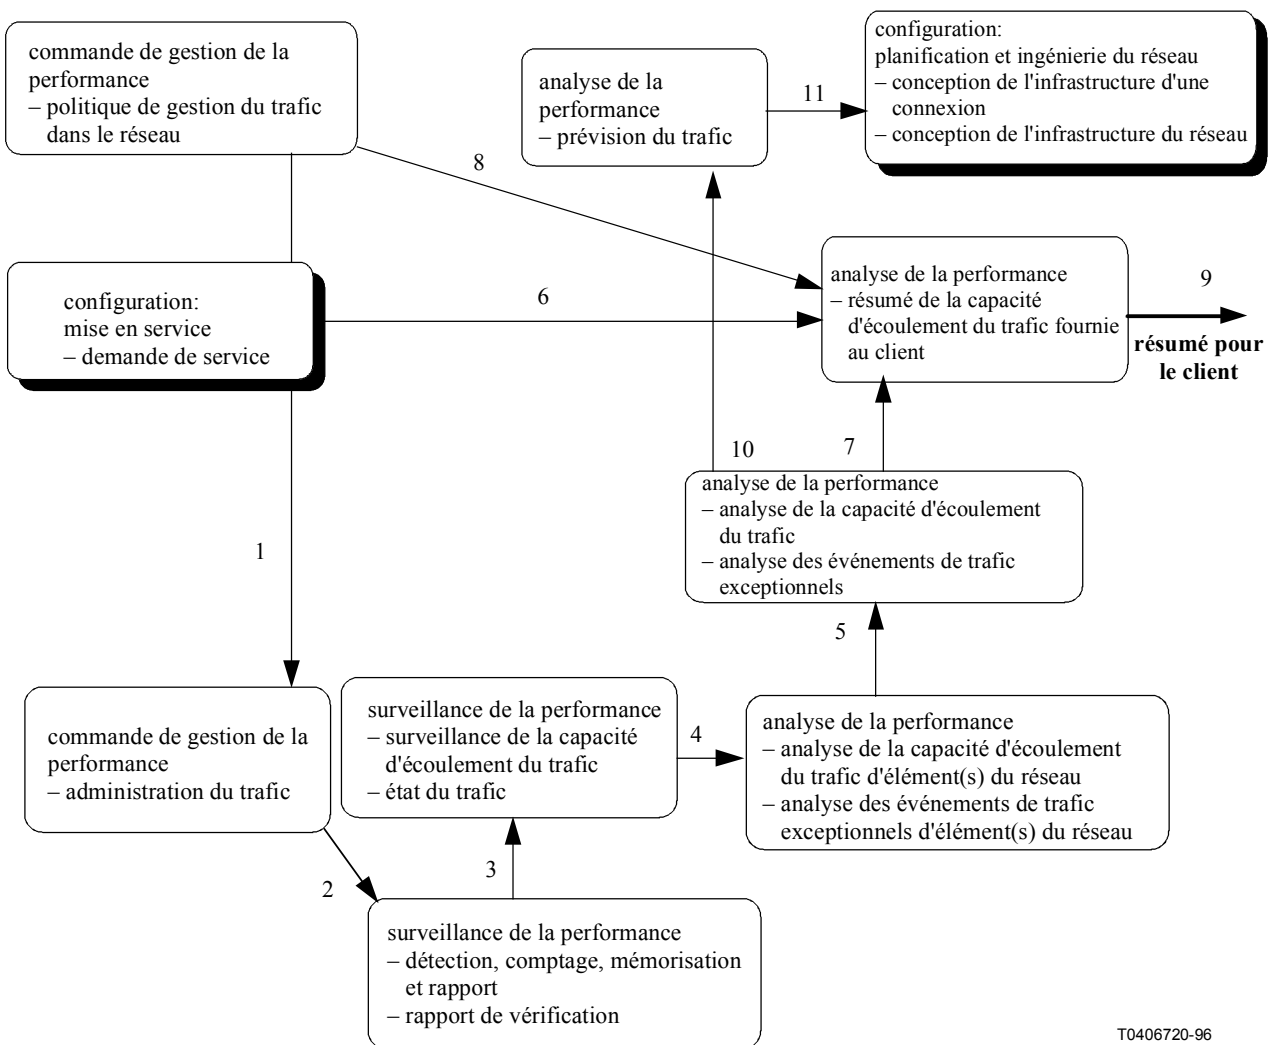 commande de gestion de la
performance
– politique de gestion du trafic
dans le réseau
analyse de la
performance
– prévision du trafic
11
configuration:
planification et ingénierie du réseau
– conception de l'infrastructure d'une
connexion
– conception de l'infrastructure du réseau
8
configuration:
mise en service
– demande de service
6
analyse de la performance
– résumé de la capacité
d'écoulement du trafic fournie
au client
9
résumé pour
le client
10
7
analyse de la performance
– analyse de la capacité d'écoulement
du trafic
– analyse des événements de trafic
exceptionnels
1
5
commande de gestion de la
performance
– administration du trafic
surveillance de la performance
– surveillance de la capacité
d'écoulement du trafic
– état du trafic
4
analyse de la performance
– analyse de la capacité d'écoulement
du trafic d'élément(s) du réseau
– analyse des événements de trafic
exceptionnels d'élément(s) du réseau
2
3
surveillance de la performance
– détection, comptage, mémorisation
et rapport
– rapport de vérification
T0406720-96